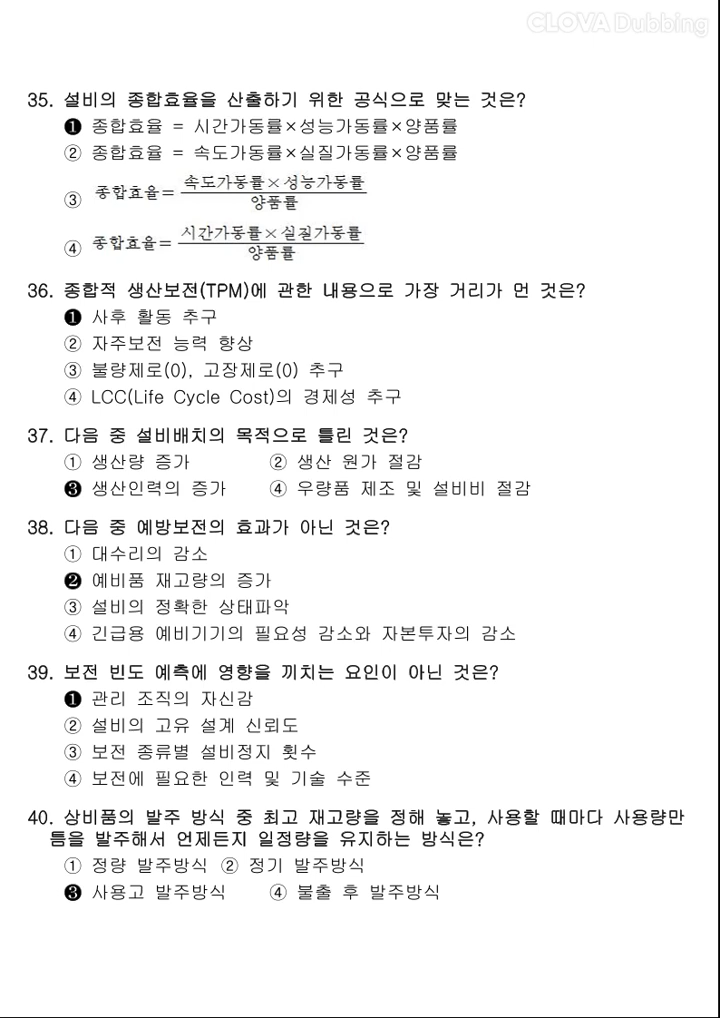 CLOVA Dubbing
35. 설비의 종합효율을 산출하기 위한 공식으로 맞는 것은?
❶ 종합효율 = 시간가동률×성능가동률×양품률
② 종합효율 = 속도가동률×실질가동률×양품률
③ 종합효율= 속도가동률×성능가동률
양품률
④ 종합효율= 시간가동률×실질가동률
양품률
36. 종합적 생산보전(TPM)에 관한 내용으로 가장 거리가 먼 것은?
❶ 사후 활동 추구
② 자주보전 능력 향상
③ 불량제로(0), 고장제로(0) 추구
④ LCC(Life Cycle Cost)의 경제성 추구
37. 다음 중 설비배치의 목적으로 틀린 것은?
① 생산량 증가 ② 생산 원가 절감
❸ 생산인력의 증가 ④ 우량품 제조 및 설비비 절감
38. 다음 중 예방보전의 효과가 아닌 것은?
① 대수리의 감소
❷ 예비품 재고량의 증가
③ 설비의 정확한 상태파악
④ 긴급용 예비기기의 필요성 감소와 자본투자의 감소
39. 보전 빈도 예측에 영향을 끼치는 요인이 아닌 것은?
❶ 관리 조직의 자신감
② 설비의 고유 설계 신뢰도
③ 보전 종류별 설비정지 횟수
④ 보전에 필요한 인력 및 기술 수준
40. 상비품의 발주 방식 중 최고 재고량을 정해 놓고, 사용할 때마다 사용량만
틈을 발주해서 언제든지 일정량을 유지하는 방식은?
① 정량 발주방식 ② 정기 발주방식
❸ 사용고 발주방식 ④ 불출 후 발주방식